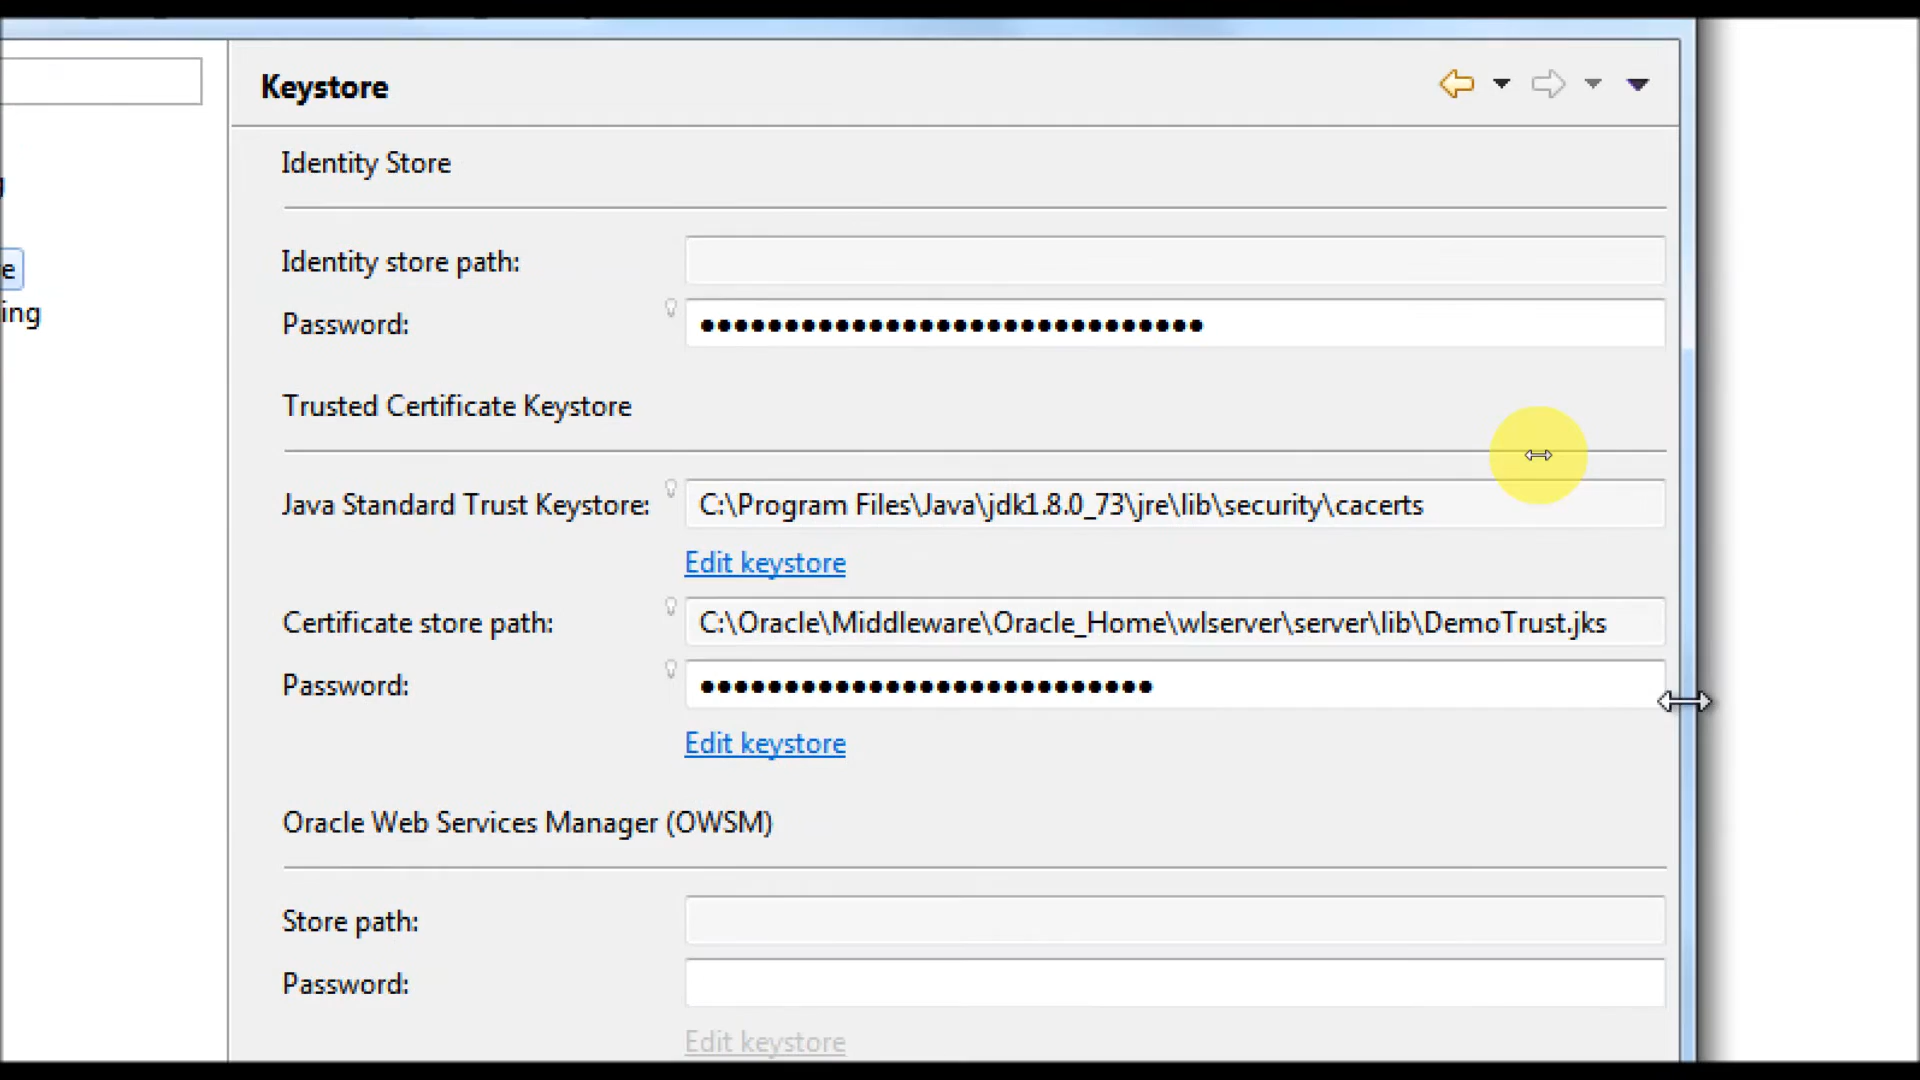 Keystore
Identity Store
Identity store path:
Password: ●●●●●●●●●●●●●●●●●●●●●●●●●●●●●●
ing
Trusted Certificate Keystore
Java Standard Trust Keystore: C:\Program Files\Java\jdk1.8.0_73\jre\lib\security\cacerts
Edit keystore
Certificate store path: C:\Oracle\Middleware\Oracle_Home\wlserver\server\lib\DemoTrust.jks
Password: ●●●●●●●●●●●●●●●●●●●●●●●●●●●
Edit keystore
Oracle Web Services Manager (OWSM)
Store path:
Password:
Edit keystore